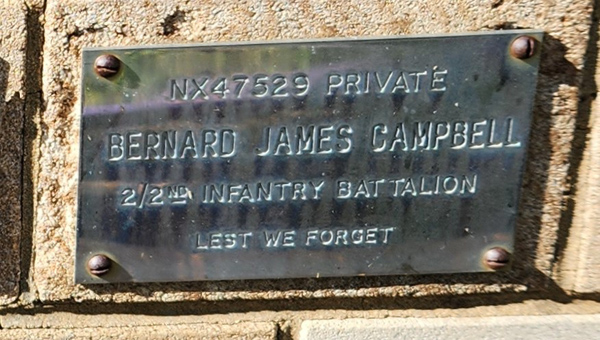 NX47529 PRIVATE
BERNARD JAMES CAMPBELL
2/2ND INFANTRY BATTALION
LEST WE FORGET